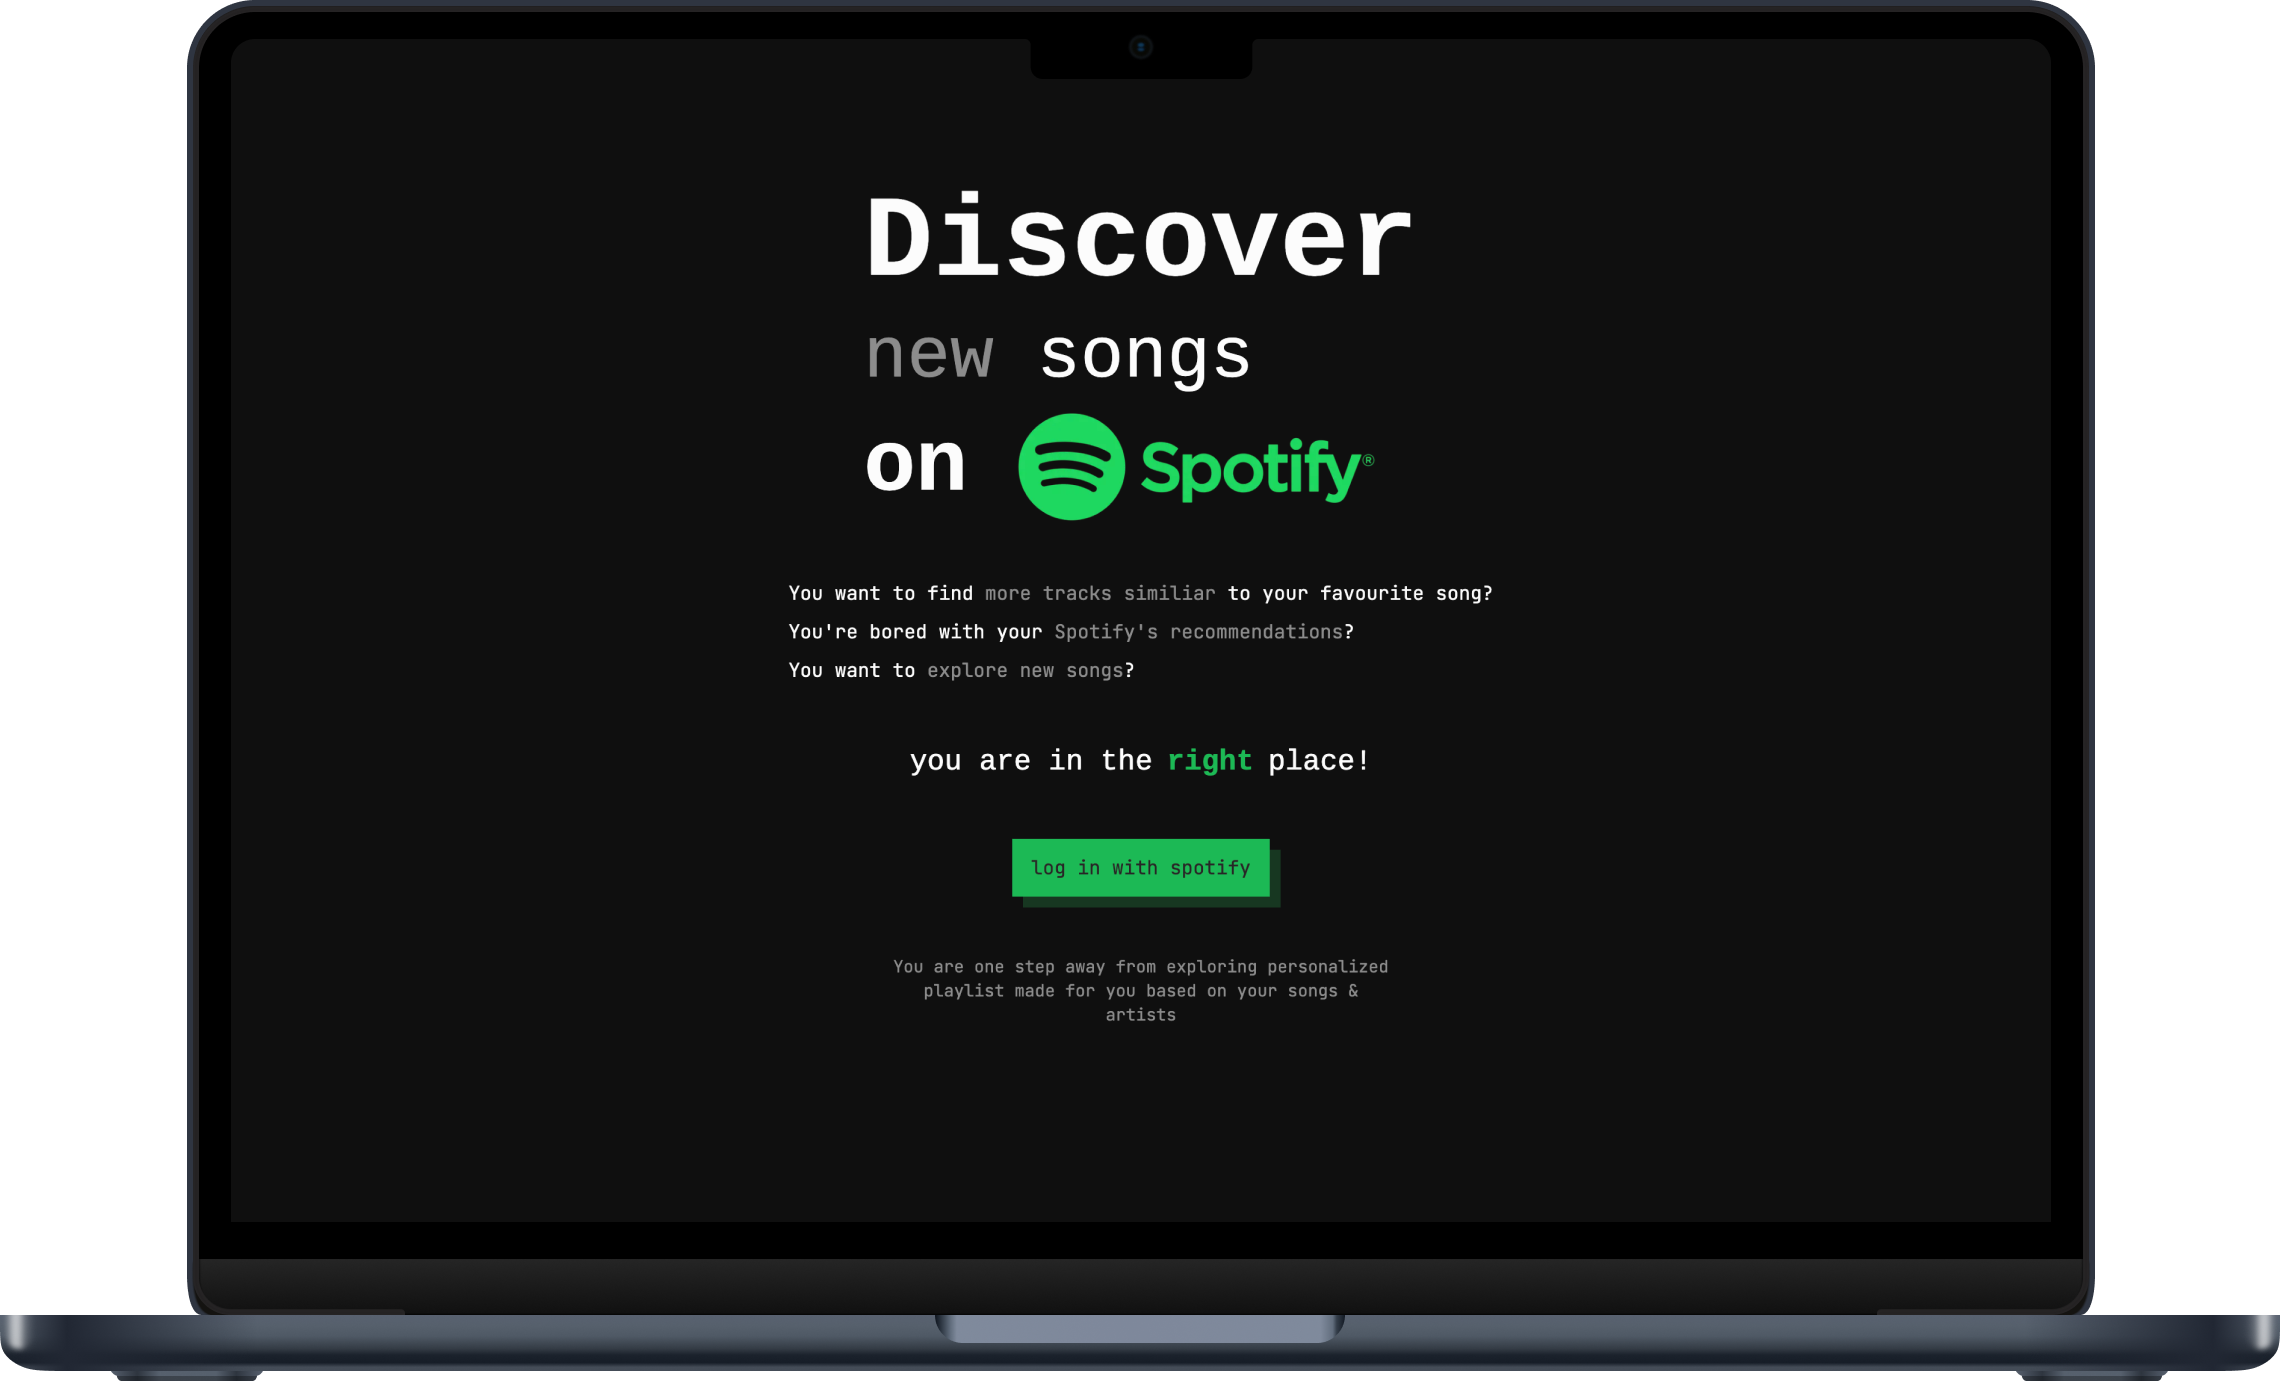 Discover
new songs
on Spotify®
You want to find more tracks similiar to your favourite song?
You're bored with your Spotify's recommendations?
You want to explore new songs?
you are in the right place!
log in with spotify
You are one step away from exploring personalized
playlist made for you based on your songs &
artists